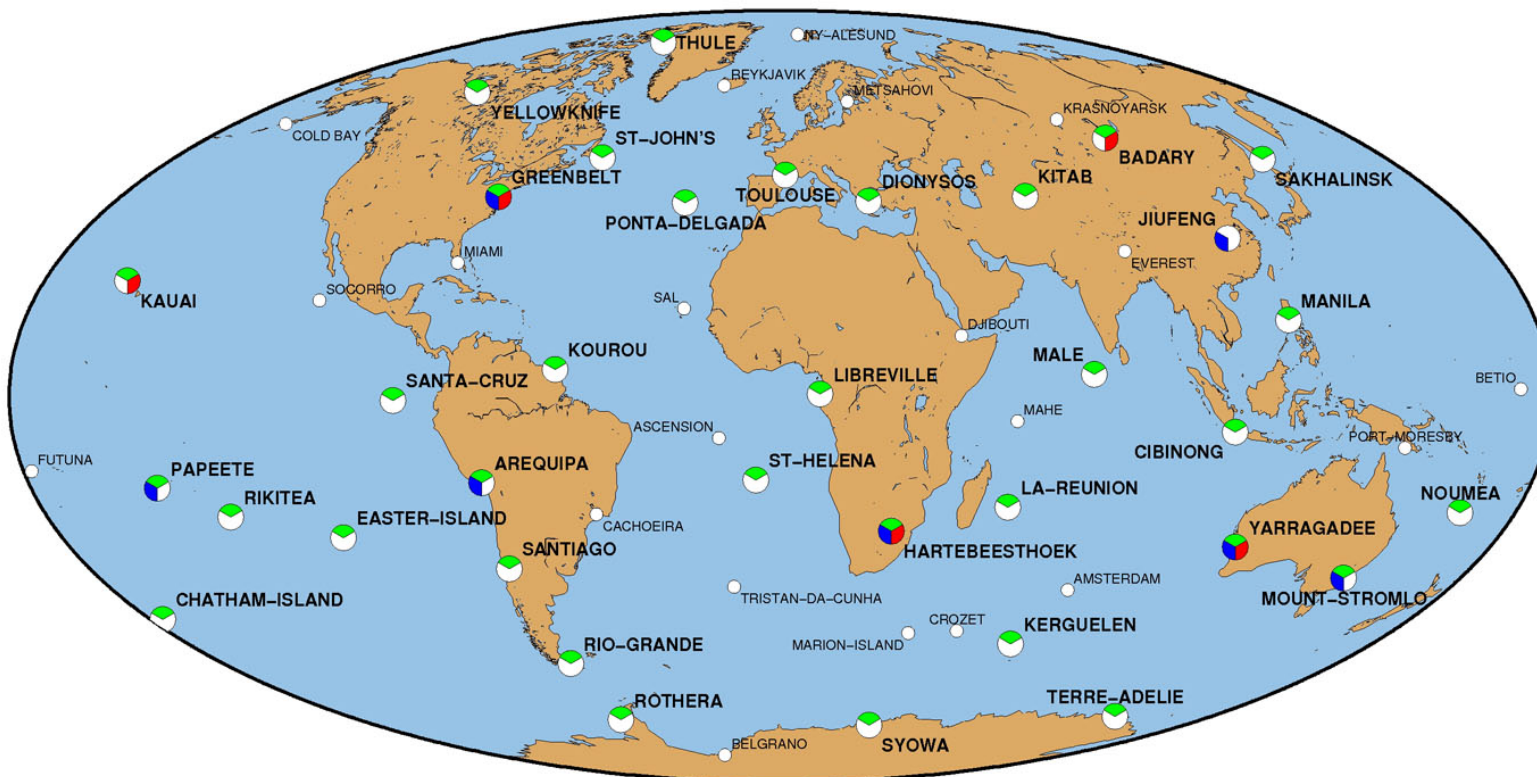 THULE
NY-ALESUND
REYKJAVIK
METSAHOVI
YELLOWKNIFE
COLD BAY
ST-JOHN'S
KRASNOYARSK
BADARY
GREENBELT
TOULOUSE
DIONYSOS
KITAB
SAKHALINSK
PONTA-DELGADA
JIUFENG
MIAMI
EVEREST
KAUAI
SOCORRO
SAL
MANILA
DJIBOUTI
KOUROU
MALE
SANTA-CRUZ
LIBREVILLE
BETIO
ASCENSION
MAHE
CIBINONG
PORT-MORESBY
FUTUNA
PAPEETE
AREQUIPA
ST-HELENA
RIKITEA
LA-REUNION
NOUMEA
EASTER-ISLAND
CACHOEIRA
SANTIAGO
HARTEBEESTHOEK
YARRAGADEE
CHATHAM-ISLAND
TRISTAN-DA-CUNHA
AMSTERDAM
MOUNT-STROMLO
RIO-GRANDE
MARION-ISLAND
CROZET
KERGUELEN
ROTHERA
TERRE-ADELIE
BELGRANO
SYOWA